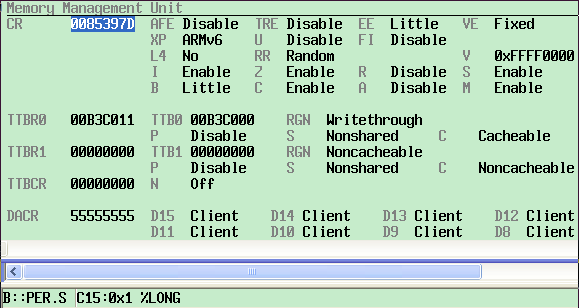 Memory Management Unit
CR 0085397D AFE Disable TRE Disable EE Little VE Fixed
XP ARMv6 U Disable FI Disable
L4 No RR Random V 0xFFFF0000
I Enable Z Enable R Disable S Enable
B Little C Enable A Disable M Enable
TTBR0 00B3C011 TTB0 00B3C000 RGN Writethrough
P Disable S Nonshared C Cacheable
TTBR1 00000000 TTB1 00000000 RGN Noncacheable
P Disable S Nonshared C Noncacheable
TTBCR 00000000 N Off
DACR 55555555 D15 Client D14 Client D13 Client D12 Client
D11 Client D10 Client D9 Client D8 Client
B::PER.S C15:0x1 %LONG